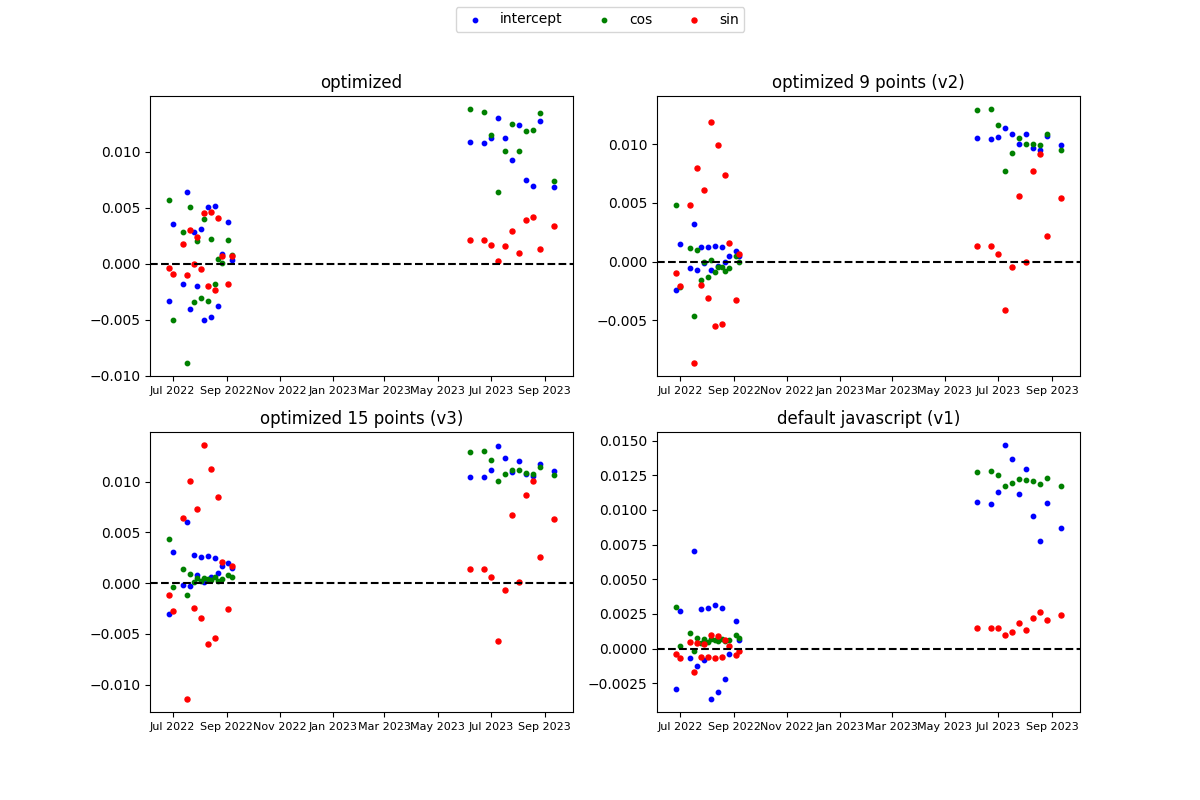 intercept cos sin
optimized
0.010
0.005
0.000
−0.005
−0.010
Jul 2022 Sep 2022 Nov 2022 Jan 2023 Mar 2023 May 2023 Jul 2023 Sep 2023
optimized 9 points (v2)
0.010
0.005
0.000
−0.005
Jul 2022 Sep 2022 Nov 2022 Jan 2023 Mar 2023 May 2023 Jul 2023 Sep 2023
optimized 15 points (v3)
0.010
0.005
0.000
−0.005
−0.010
Jul 2022 Sep 2022 Nov 2022 Jan 2023 Mar 2023 May 2023 Jul 2023 Sep 2023
default javascript (v1)
0.0150
0.0125
0.0100
0.0075
0.0050
0.0025
0.0000
−0.0025
Jul 2022 Sep 2022 Nov 2022 Jan 2023 Mar 2023 May 2023 Jul 2023 Sep 2023